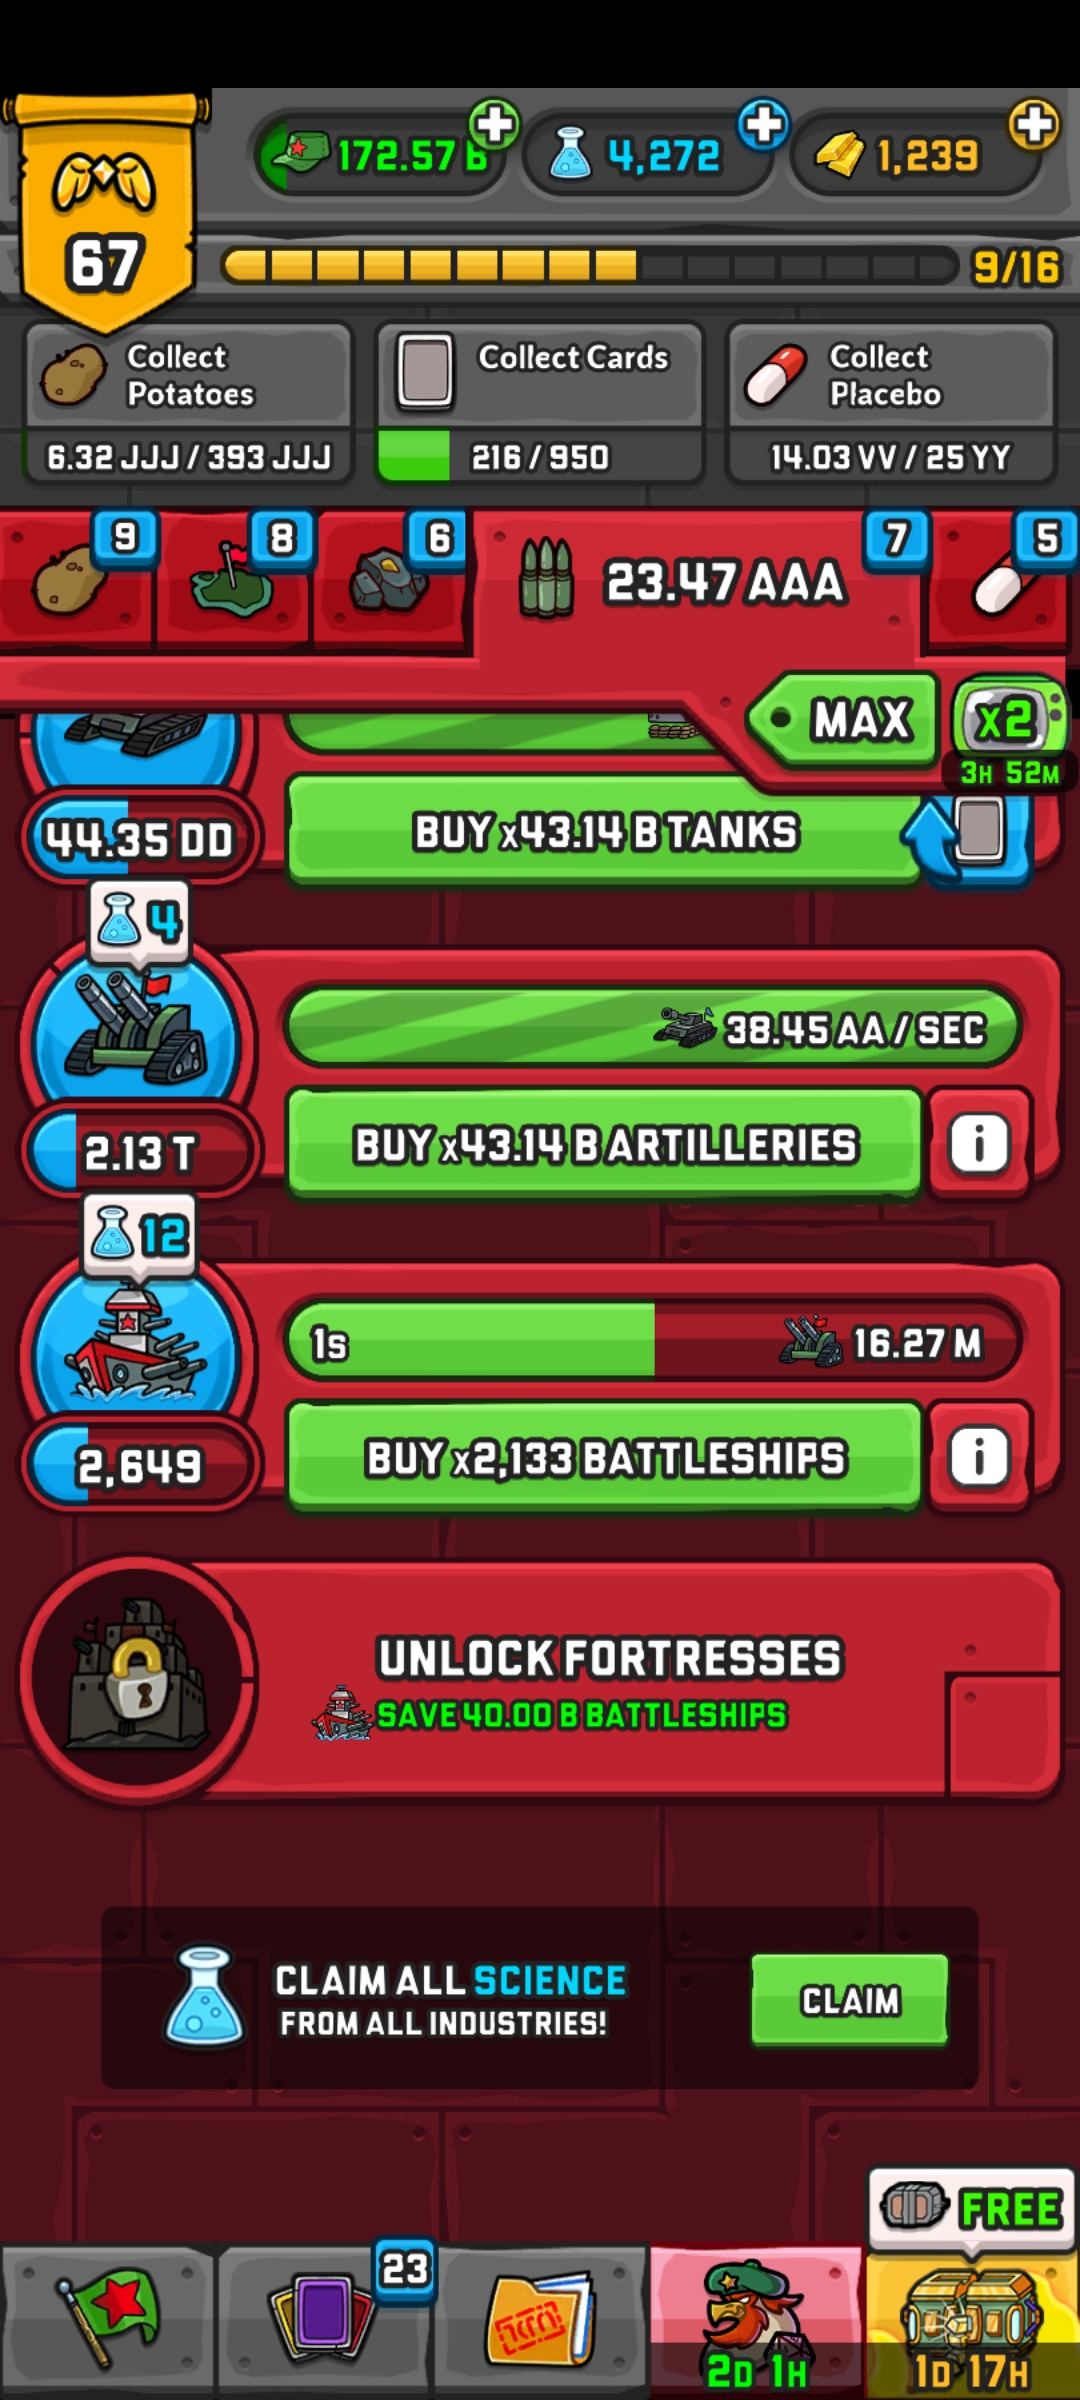 172.57 B
4,272
1,239
67
9/16
Collect
Potatoes
6.32 JJJ / 393 JJJ
Collect Cards
216 / 950
Collect
Placebo
14.03 VV / 25 YY
9
8
6
23.47 AAA
7
5
MAX
x2
3H 52M
44.35 DD
BUY x43.14 B TANKS
4
38.45 AA / SEC
2.13 T
BUY x43.14 B ARTILLERIES
i
12
1s
16.27 M
2,649
BUY x2,133 BATTLESHIPS
i
UNLOCK FORTRESSES
SAVE 40.00 B BATTLESHIPS
CLAIM ALL SCIENCE
FROM ALL INDUSTRIES!
CLAIM
FREE
23
2D 1H
1D 17H